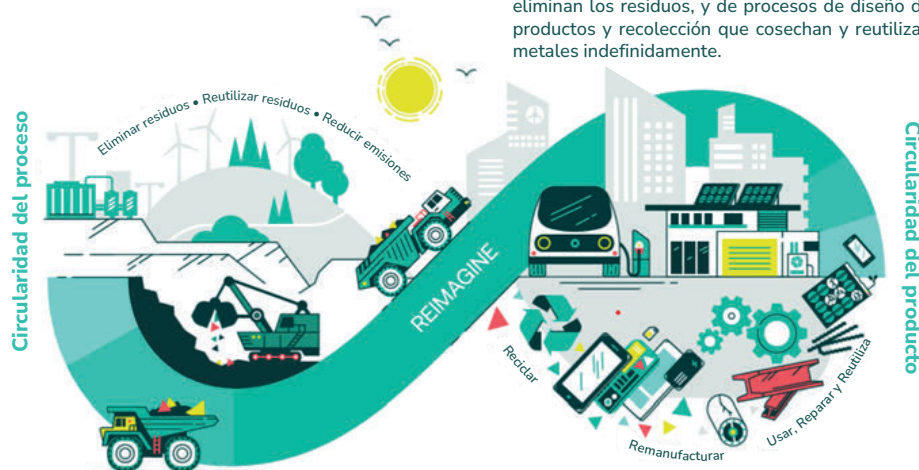 eliminan los residuos, y de procesos de diseño d
productos y recolección que cosechan y reutiliza
metales indefinidamente.
Eliminar residuos • Reutilizar residuos • Reducir emisiones
Circularidad del proceso
REIMAGINE
Circularidad del producto
Reciclar
Remanufacturar
Usar, Reparar y Reutiliza